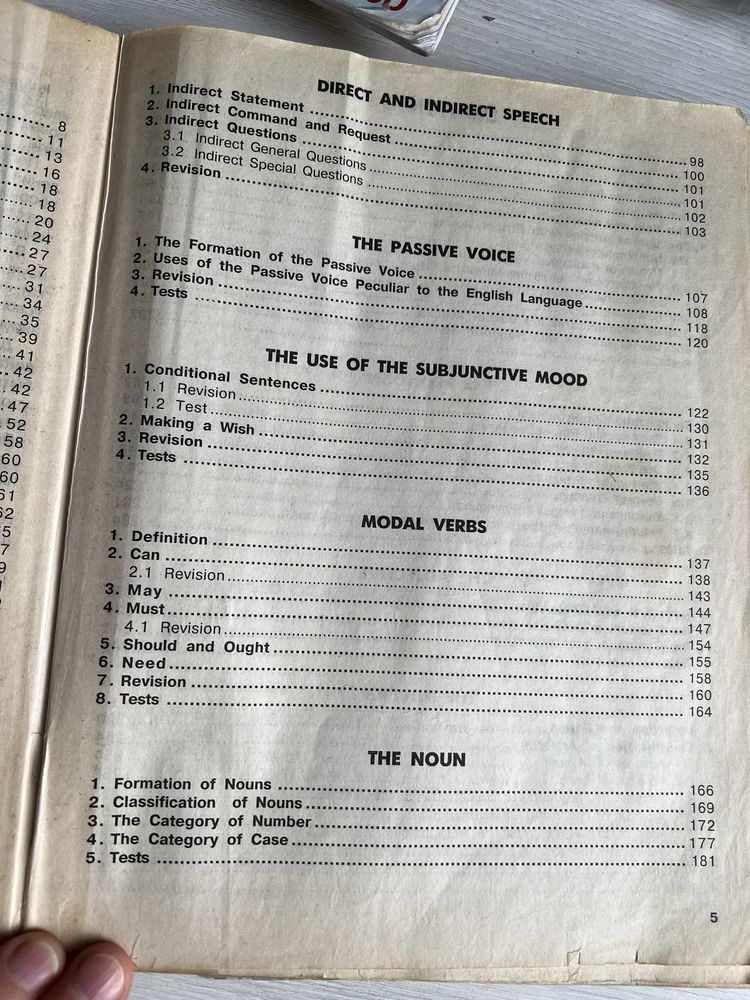 8
11
13
16
18
18
20
24
27
27
31
34
35
39
41
42
42
47
52
58
60
60
61
62
DIRECT AND INDIRECT SPEECH
1. Indirect Statement ........ 98
2. Indirect Command and Request ........ 100
3. Indirect Questions ........ 101
3.1 Indirect General Questions ........ 101
3.2 Indirect Special Questions ........ 102
4. Revision ........ 103
THE PASSIVE VOICE
1. The Formation of the Passive Voice ........ 107
2. Uses of the Passive Voice Peculiar to the English Language ........ 108
3. Revision ........ 118
4. Tests ........ 120
THE USE OF THE SUBJUNCTIVE MOOD
1. Conditional Sentences ........ 122
1.1 Revision ........ 130
1.2 Test ........ 131
2. Making a Wish ........ 132
3. Revision ........ 135
4. Tests ........ 136
MODAL VERBS
1. Definition ........ 137
2. Can ........ 138
2.1 Revision ........ 143
3. May ........ 144
4. Must ........ 147
4.1 Revision ........ 154
5. Should and Ought ........ 155
6. Need ........ 158
7. Revision ........ 160
8. Tests ........ 164
THE NOUN
1. Formation of Nouns ........ 166
2. Classification of Nouns ........ 169
3. The Category of Number ........ 172
4. The Category of Case ........ 177
5. Tests ........ 181
5